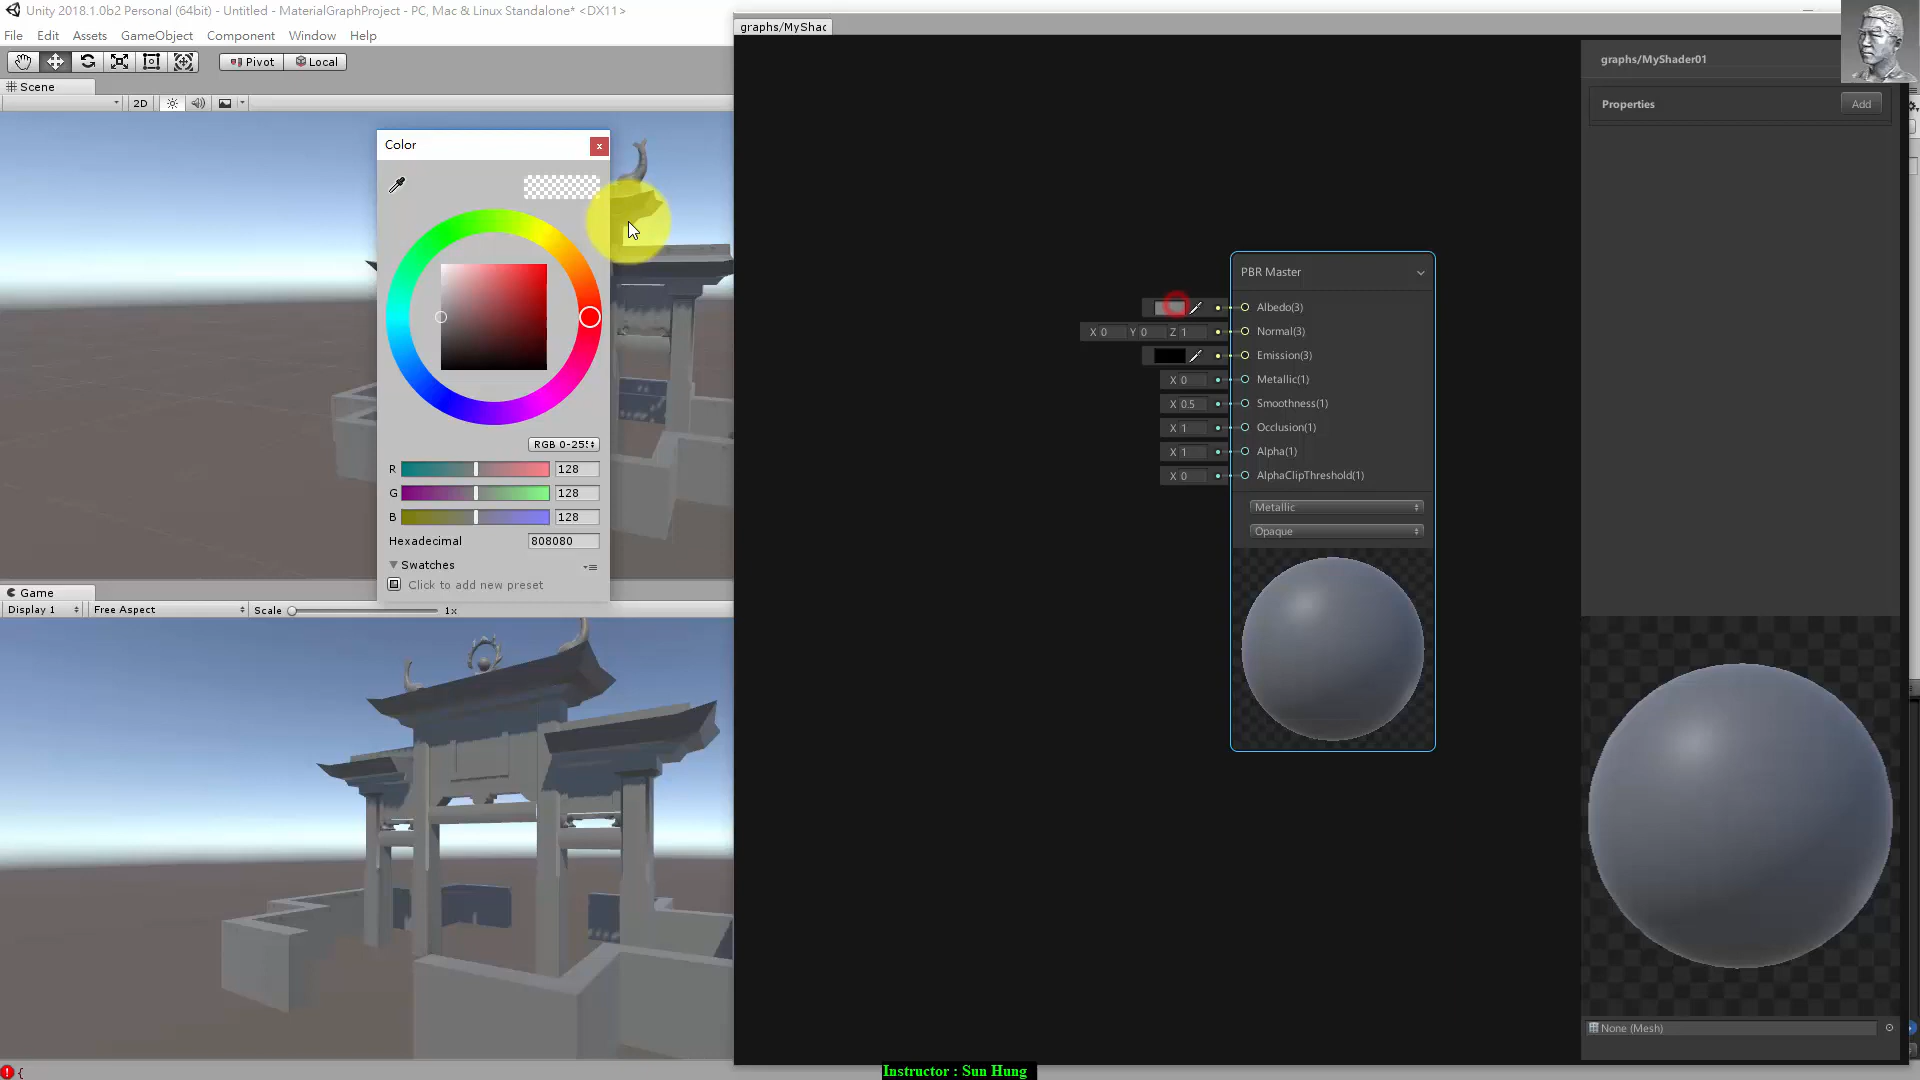 Unity 2018.1.0b2 Personal (64bit) - Untitled - MaterialGraphProject - PC, Mac & Linux Standalone* <DX11>
File Edit Assets GameObject Component Window Help
Pivot Local
Scene
2D
Color
x
RGB 0-25
R 128
G 128
B 128
Hexadecimal 808080
Swatches
Click to add new preset
Game
Display 1 Free Aspect Scale 1x
{
graphs/MyShac
PBR Master
Albedo(3)
X 0 Y 0 Z 1 Normal(3)
Emission(3)
X 0 Metallic(1)
X 0.5 Smoothness(1)
X 1 Occlusion(1)
X 1 Alpha(1)
X 0 AlphaClipThreshold(1)
Metallic
Opaque
graphs/MyShader01
Properties Add
None (Mesh)
Instructor : Sun Hung